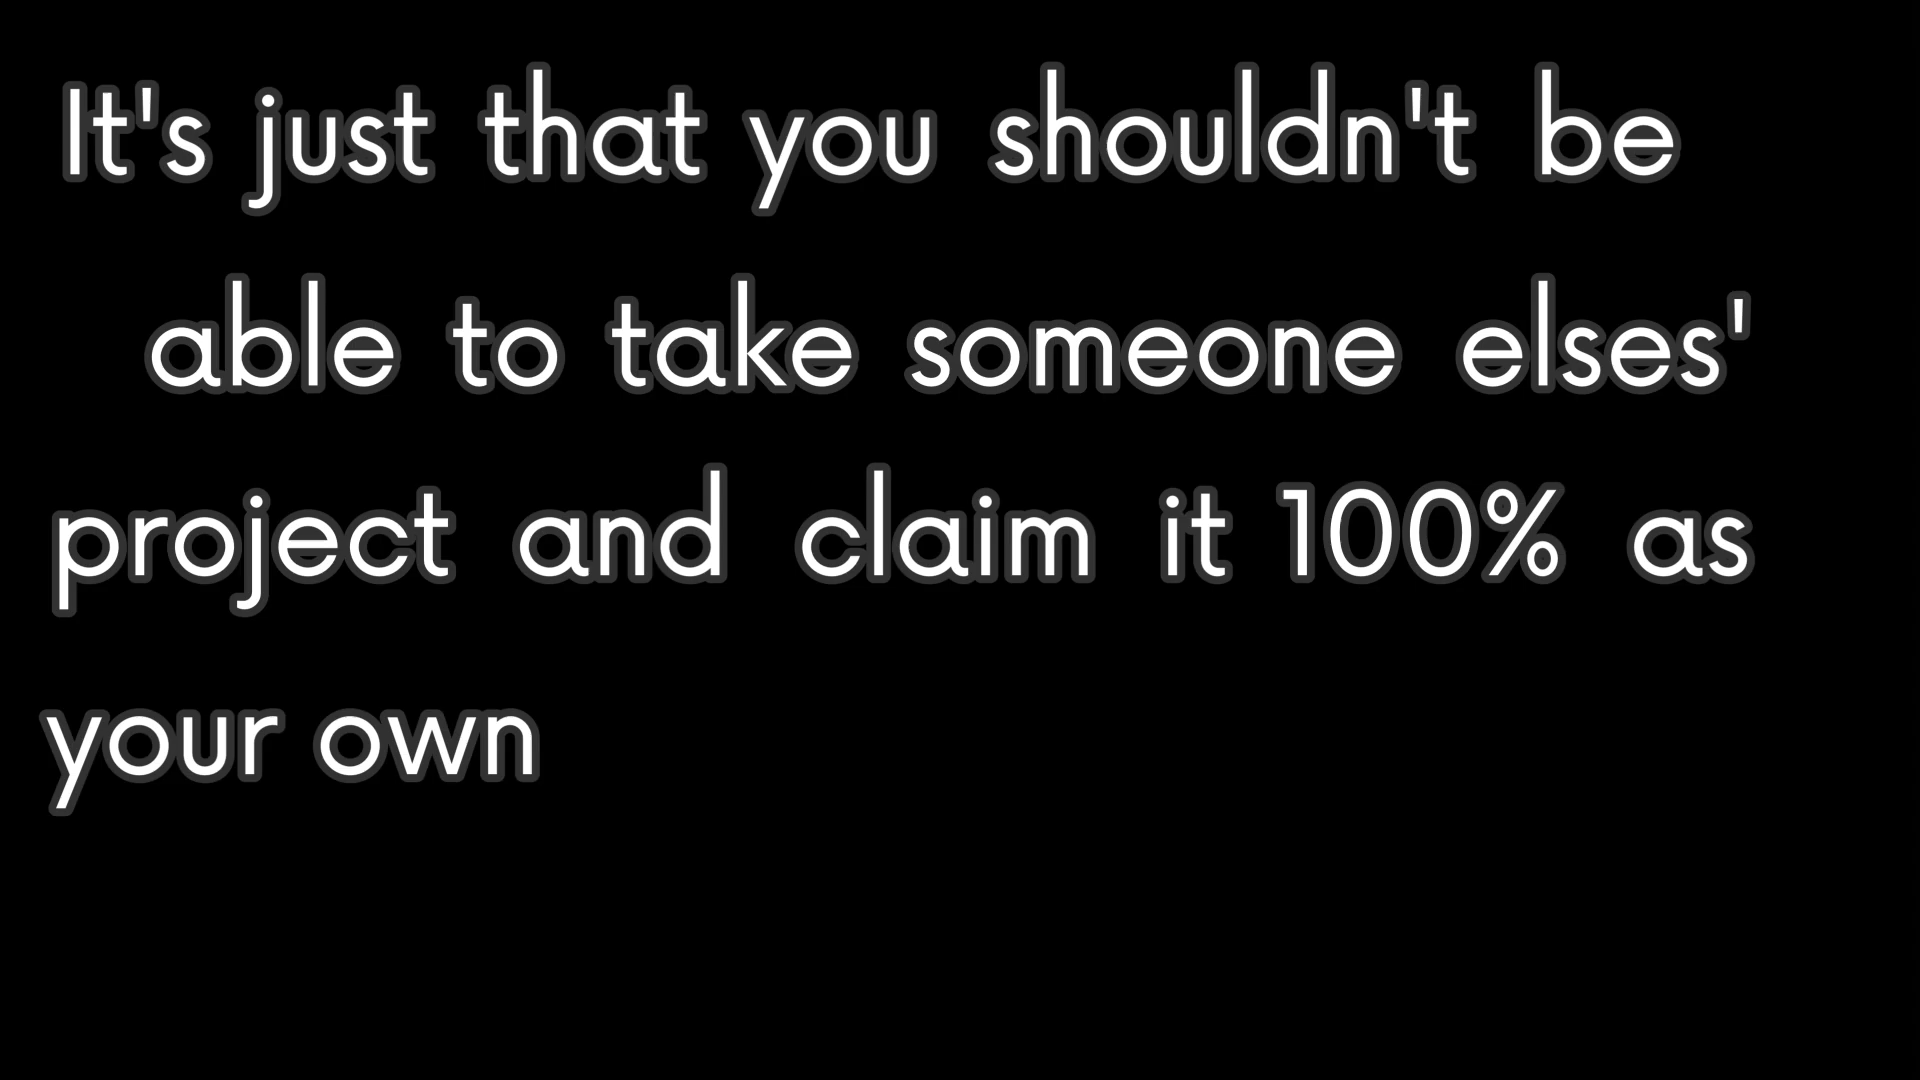 It's just that you shouldn't be
able to take someone elses'
project and claim it 100% as
your own